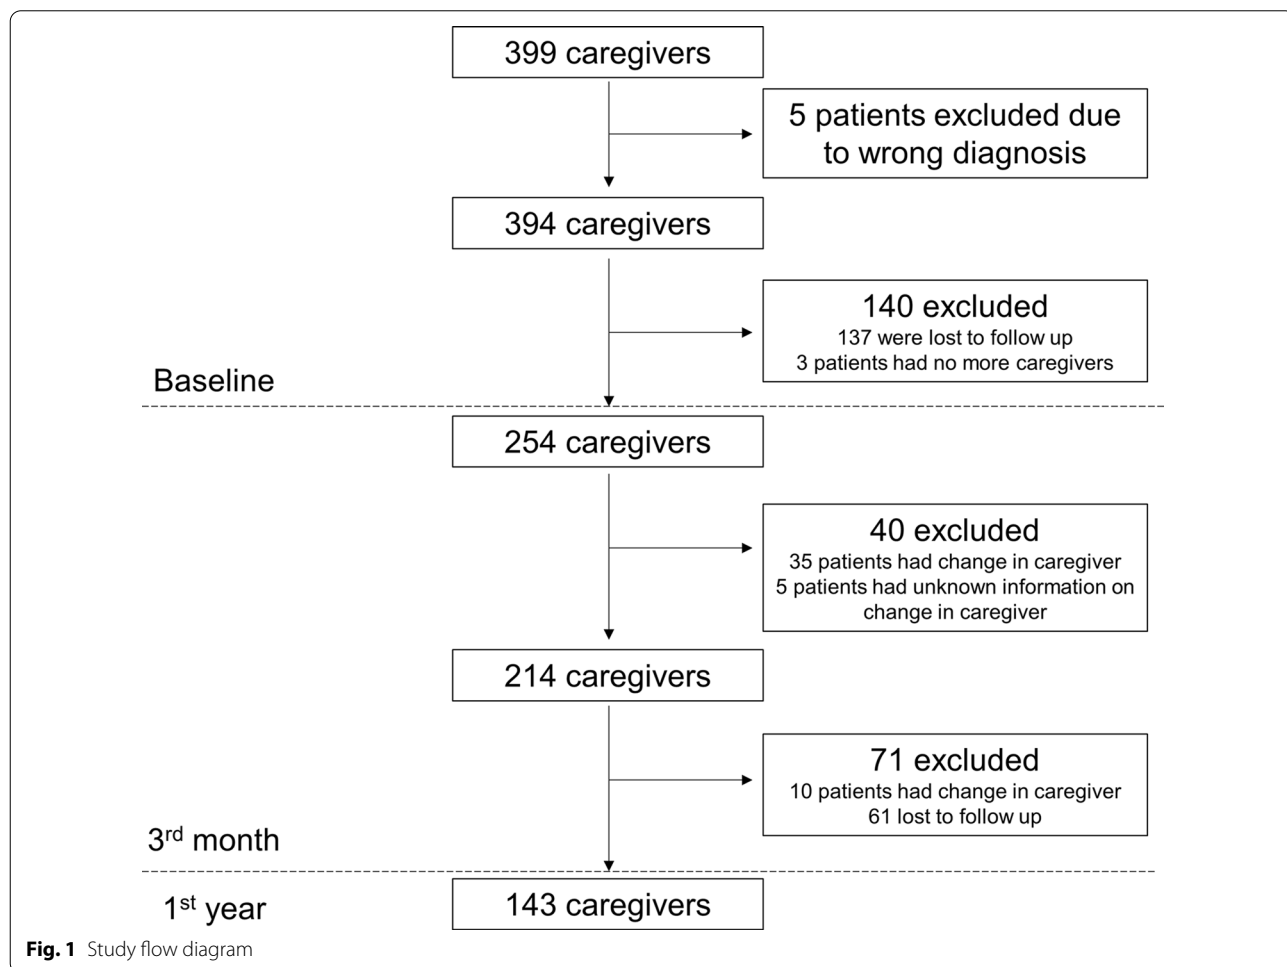 399 caregivers
5 patients excluded due
to wrong diagnosis
394 caregivers
140 excluded
137 were lost to follow up
3 patients had no more caregivers
Baseline
254 caregivers
40 excluded
35 patients had change in caregiver
5 patients had unknown information on
change in caregiver
214 caregivers
71 excluded
10 patients had change in caregiver
61 lost to follow up
3rd month
1st year
143 caregivers
Fig. 1 Study flow diagram